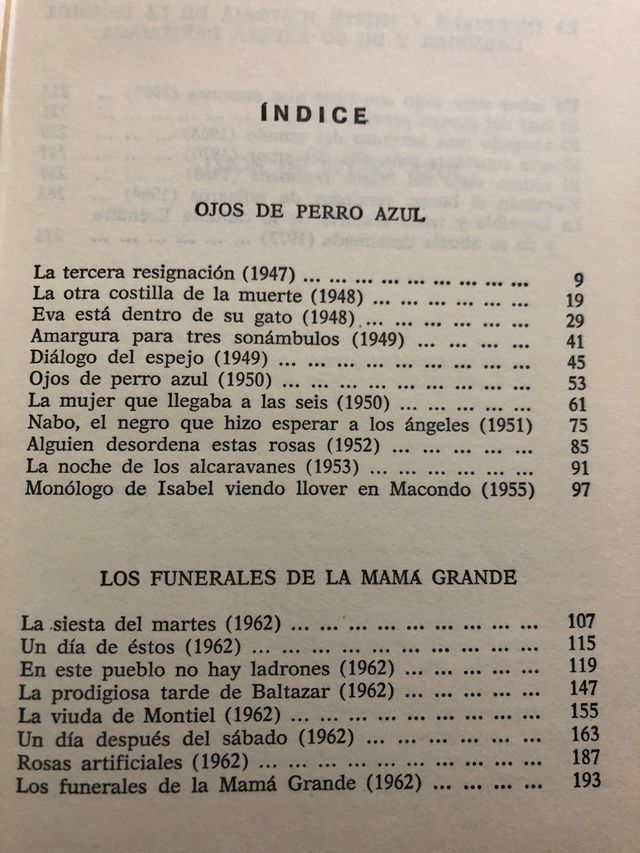 ÍNDICE
OJOS DE PERRO AZUL
La tercera resignación (1947) ... ... ... ... ... ... ... ... 9
La otra costilla de la muerte (1948) ... ... ... ... ... ... 19
Eva está dentro de su gato (1948) ... ... ... ... ... ... 29
Amargura para tres sonámbulos (1949) ... ... ... ... 41
Diálogo del espejo (1949) ... ... ... ... ... ... ... ... ... 45
Ojos de perro azul (1950) ... ... ... ... ... ... ... ... ... 53
La mujer que llegaba a las seis (1950) ... ... ... ... ... 61
Nabo, el negro que hizo esperar a los ángeles (1951) 75
Alguien desordena estas rosas (1952) ... ... ... ... ... 85
La noche de los alcaravanes (1953) ... ... ... ... ... ... 91
Monólogo de Isabel viendo llover en Macondo (1955) 97
LOS FUNERALES DE LA MAMÁ GRANDE
La siesta del martes (1962) ... ... ... ... ... ... ... ... ... 107
Un día de éstos (1962) ... ... ... ... ... ... ... ... ... ... 115
En este pueblo no hay ladrones (1962) ... ... ... ... ... 119
La prodigiosa tarde de Baltazar (1962) ... ... ... ... ... 147
La viuda de Montiel (1962) ... ... ... ... ... ... ... ... ... 155
Un día después del sábado (1962) ... ... ... ... ... ... 163
Rosas artificiales (1962) ... ... ... ... ... ... ... ... ... ... 187
Los funerales de la Mamá Grande (1962) ... ... ... ... 193